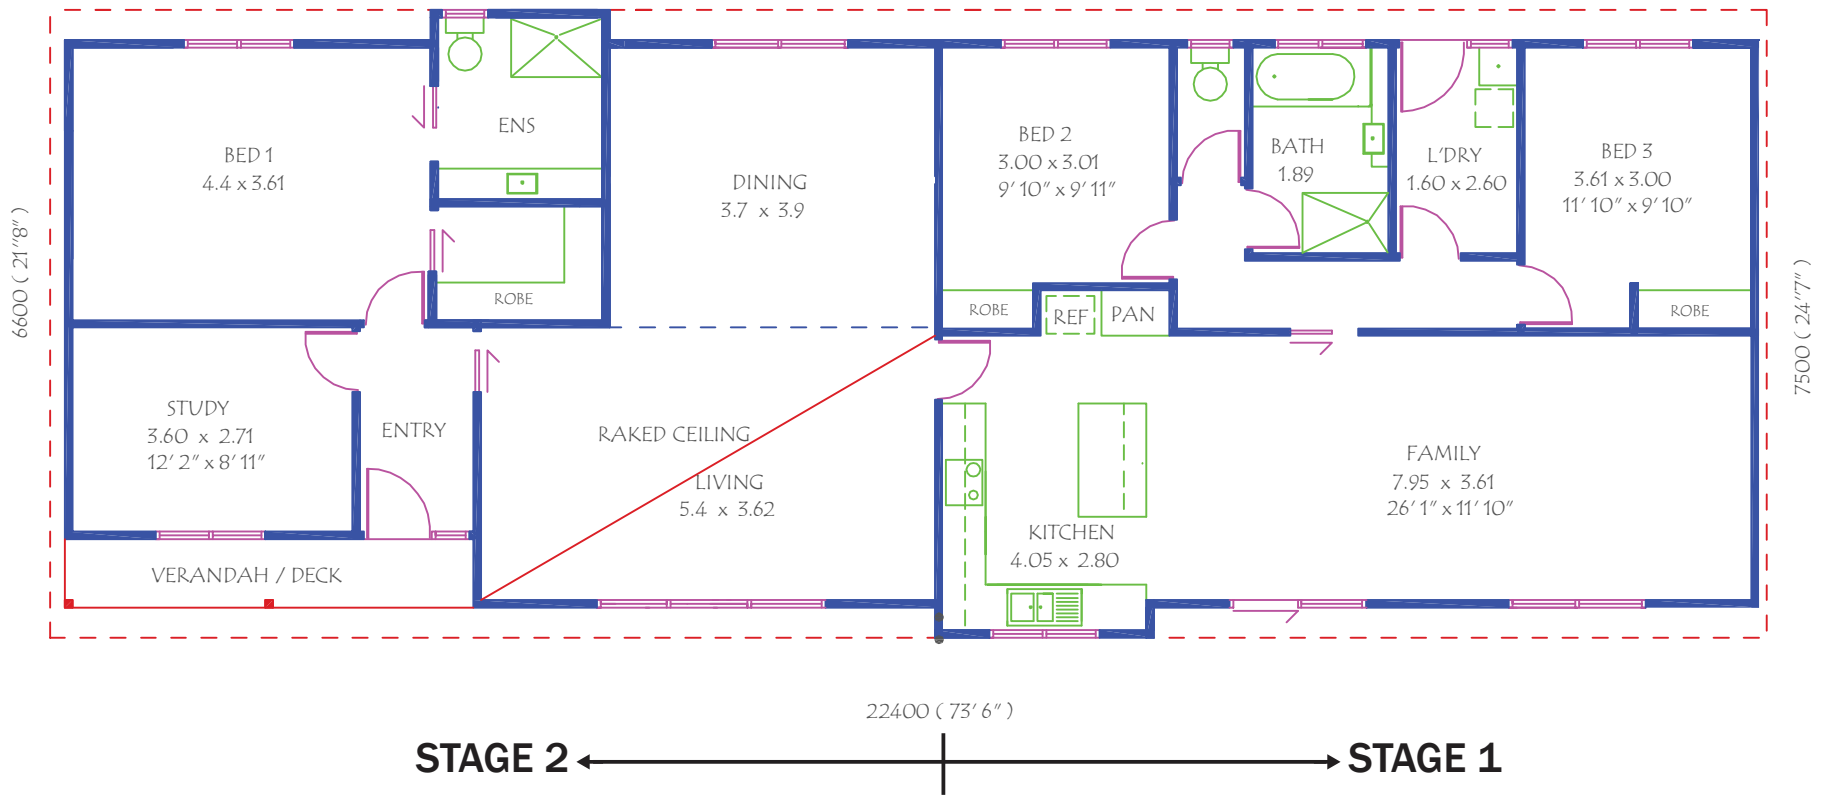 ENS
BED 1
4.4 x 3.61
DINING
3.7 x 3.9
BED 2
3.00 x 3.01
9' 10" x 9' 11"
BATH
1.89
L'DRY
1.60 x 2.60
BED 3
3.61 x 3.00
11' 10" x 9' 10"
6600 ( 21"8" )
7500 ( 24"7" )
ROBE
ROBE
REF
PAN
ROBE
STUDY
3.60 x 2.71
12' 2" x 8' 11"
ENTRY
RAKED CEILING
LIVING
5.4 x 3.62
FAMILY
7.95 x 3.61
26' 1" x 11' 10"
KITCHEN
4.05 x 2.80
VERANDAH / DECK
22400 ( 73' 6" )
STAGE 2
STAGE 1